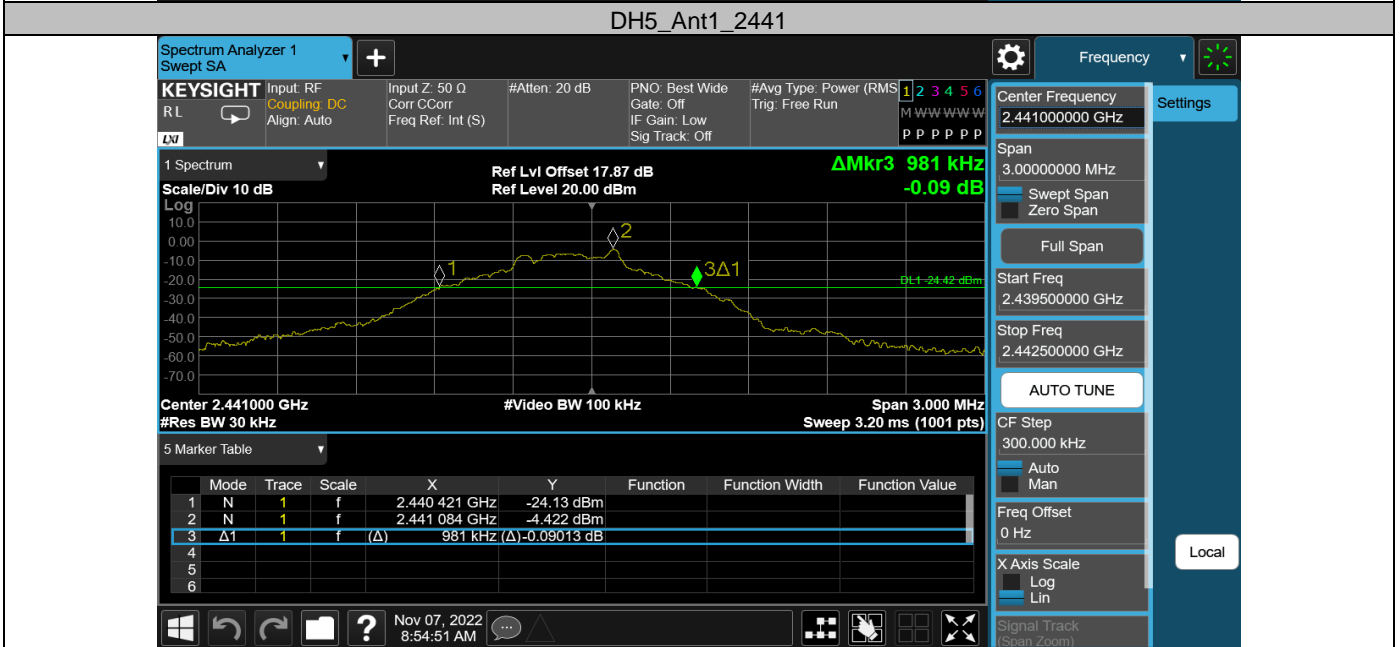 DH5_Ant1_2441
Spectrum Analyzer 1
Swept SA
Frequency
KEYSIGHT
RL
LXI
Input: RF
Coupling: DC
Align: Auto
Input Z: 50 Ω
Corr CCorr
Freq Ref: Int (S)
#Atten: 20 dB
PNO: Best Wide
Gate: Off
IF Gain: Low
Sig Track: Off
#Avg Type: Power (RMS
Trig: Free Run
1 2 3 4 5 6
M W W W W W
P P P P P P
1 Spectrum
Scale/Div 10 dB
Ref Lvl Offset 17.87 dB
Ref Level 20.00 dBm
ΔMkr3 981 kHz
-0.09 dB
Log
10.0
0.00
-10.0
-20.0
-30.0
-40.0
-50.0
-60.0
-70.0
1
2
3Δ1
DL1 -24.42 dBm
Center 2.441000 GHz
#Video BW 100 kHz
Span 3.000 MHz
#Res BW 30 kHz
Sweep 3.20 ms (1001 pts)
5 Marker Table
Mode Trace Scale X Y Function Function Width Function Value
1 N 1 f 2.440 421 GHz -24.13 dBm
2 N 1 f 2.441 084 GHz -4.422 dBm
3 Δ1 1 f (Δ) 981 kHz (Δ) -0.09013 dB
4
5
6
Nov 07, 2022
8:54:51 AM
Center Frequency
2.441000000 GHz
Settings
Span
3.00000000 MHz
Swept Span
Zero Span
Full Span
Start Freq
2.439500000 GHz
Stop Freq
2.442500000 GHz
AUTO TUNE
CF Step
300.000 kHz
Auto
Man
Freq Offset
0 Hz
Local
X Axis Scale
Log
Lin
Signal Track
(Span Zoom)